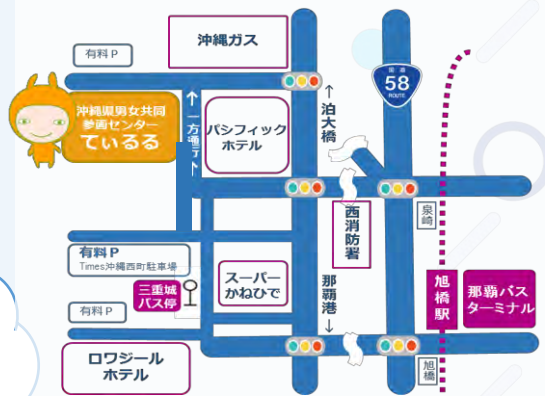 沖縄ガス
有料P
国道
58
ROUTE
沖縄県男女共同
参画センター
ているる
↑一方通行↑
パシフィック
ホテル
↑泊大橋
西消防署
泉崎
有料P
Times沖縄西町駐車場
三重城
バス停
スーパー
かねひで
那覇港↓
旭橋駅
那覇バス
ターミナル
有料P
ロワジール
ホテル
旭橋